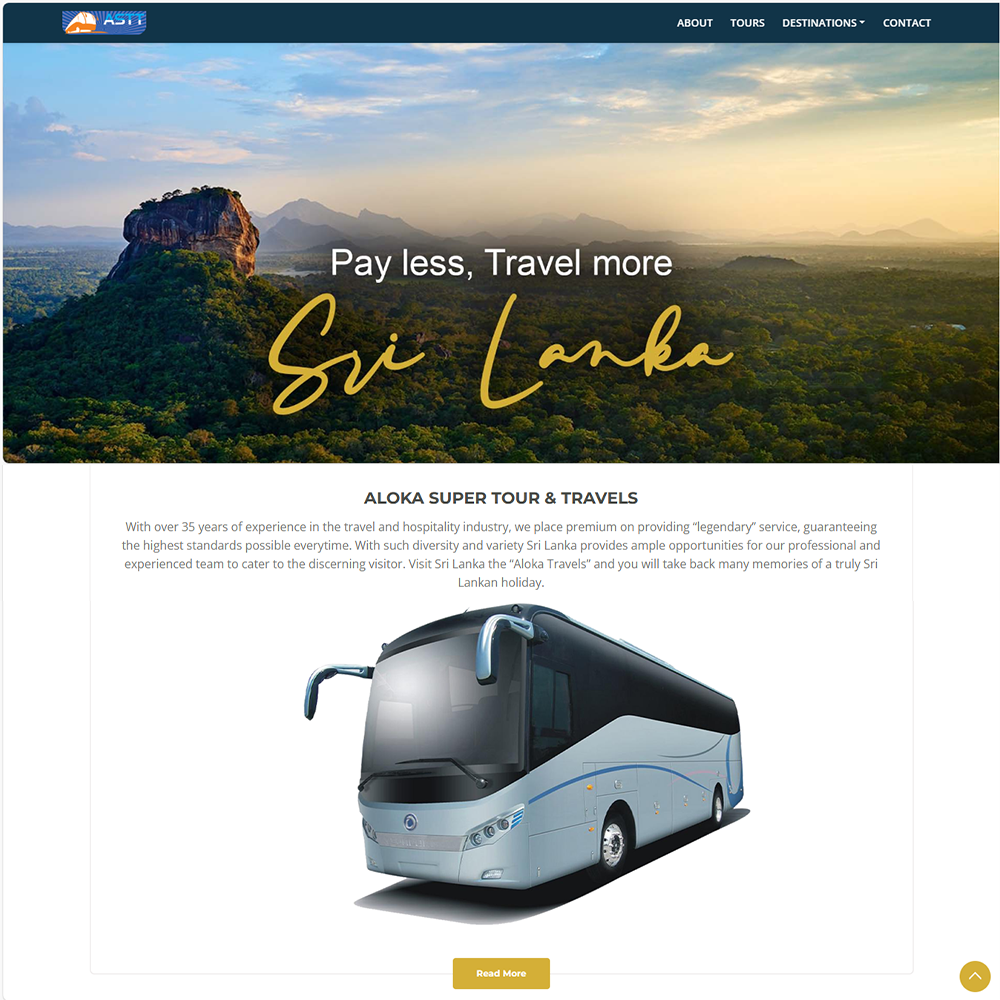 ASTT
ABOUT TOURS DESTINATIONS CONTACT
Pay less, Travel more
Sri Lanka
ALOKA SUPER TOUR & TRAVELS
With over 35 years of experience in the travel and hospitality industry, we place premium on providing “legendary” service, guaranteeing
the highest standards possible everytime. With such diversity and variety Sri Lanka provides ample opportunities for our professional and
experienced team to cater to the discerning visitor. Visit Sri Lanka the “Aloka Travels” and you will take back many memories of a truly Sri
Lankan holiday.
Read More